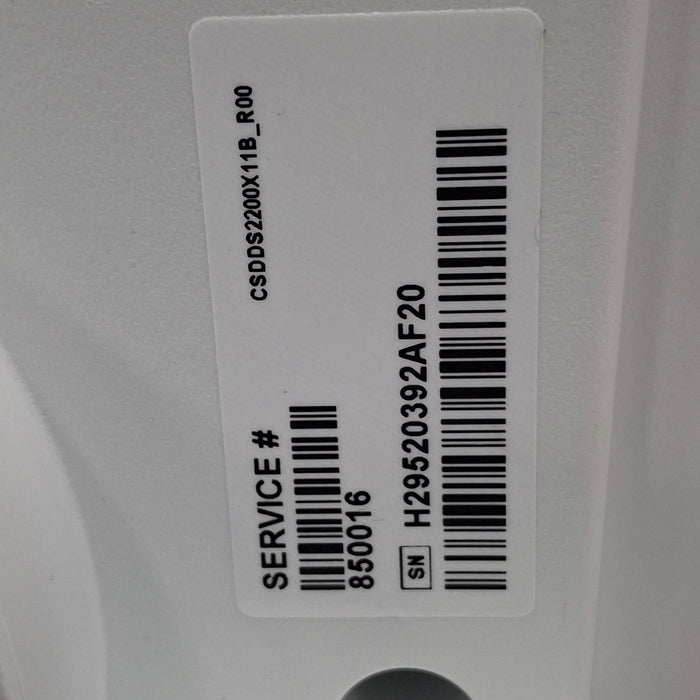 CSDDS2200X11B_R00
SERVICE #
850016
SN H29520392AF20